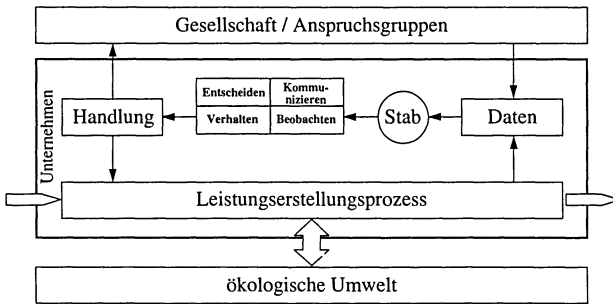 Gesellschaft / Anspruchsgruppen
Unternehmen
Entscheiden
Kommu-
nizieren
Handlung
Verhalten
Beobachten
Stab
Daten
Leistungserstellungsprozess
ökologische Umwelt